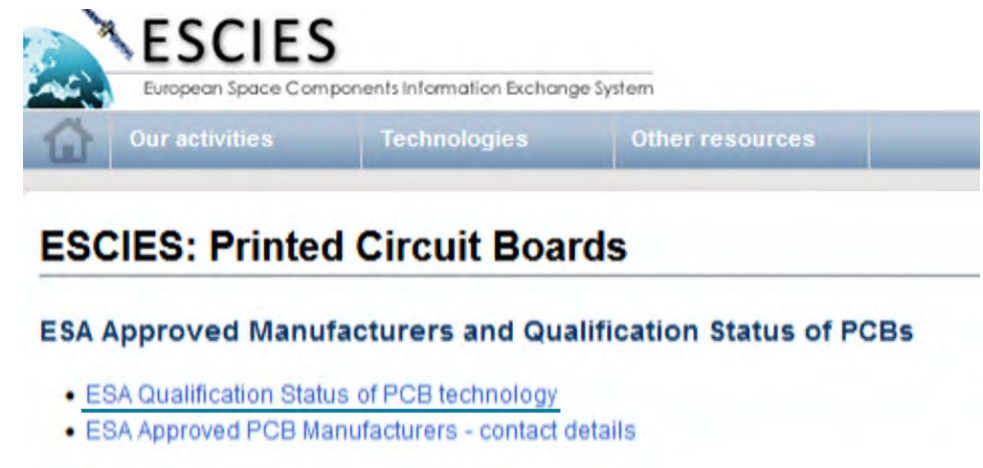 ESCIES
European Space Components Information Exchange System
Our activities Technologies Other resources
ESCIES: Printed Circuit Boards
ESA Approved Manufacturers and Qualification Status of PCBs
• ESA Qualification Status of PCB technology
• ESA Approved PCB Manufacturers - contact details